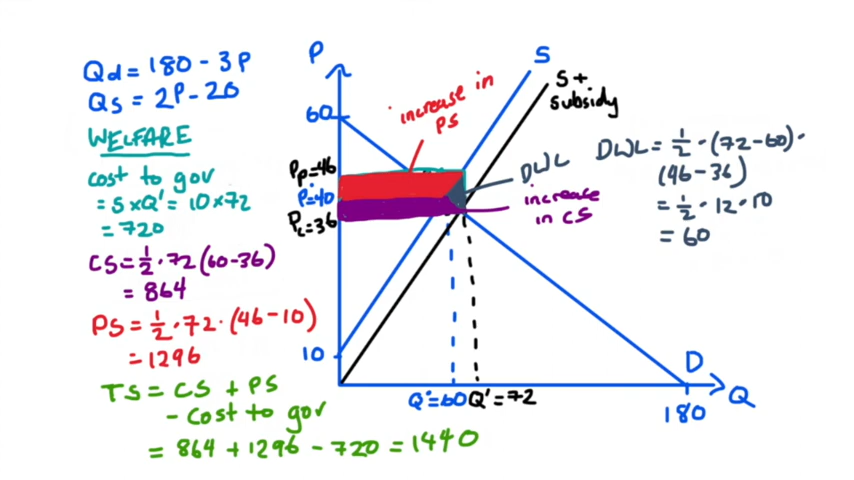 Qd = 180 - 3P
Qs = 2P - 20
WELFARE
cost to gov
= s x Q' = 10 x 72
= 720
CS = 1/2 · 72 (60 - 36)
= 864
PS = 1/2 · 72 · (46 - 10)
= 1296
TS = CS + PS
- cost to gov
= 864 + 1296 - 720 = 1440
P
60
Pp = 46
P* = 40
Pc = 36
10
increase in
PS
S
S +
subsidy
DWL
increase
in CS
D
180
Q
Q* = 60
Q' = 72
DWL = 1/2 · (72 - 60) ·
(46 - 36)
= 1/2 · 12 · 10
= 60